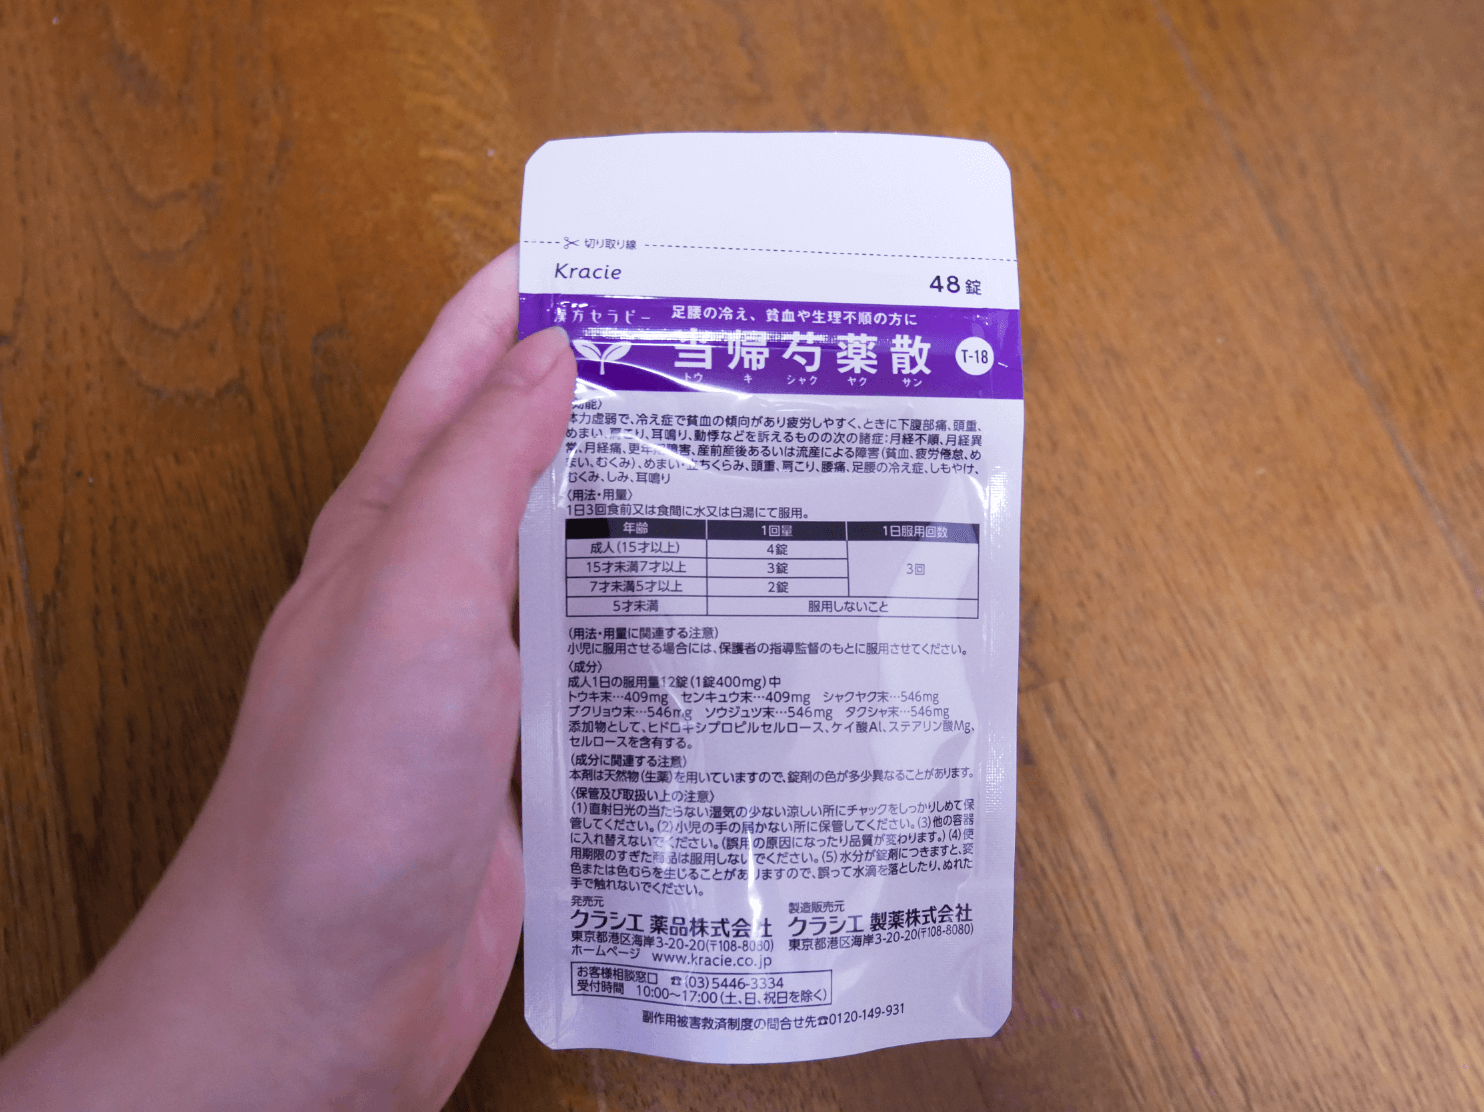 切り取り線
Kracie
48錠
漢方セラピー
足腰の冷え、貧血や生理不順の方に
当帰芍薬散
トウ キ シャク ヤク サン
T-18
効能〉
体力虚弱で、冷え症で貧血の傾向があり疲労しやすく、ときに下腹部痛、頭重、
めまい、肩こり、耳鳴り、動悸などを訴えるものの次の諸症:月経不順、月経異
常、月経痛、更年期障害、産前産後あるいは流産による障害(貧血、疲労倦怠、め
まい、むくみ)、めまい・立ちくらみ、頭重、肩こり、腰痛、足腰の冷え症、しもやけ、
むくみ、しみ、耳鳴り
〈用法・用量〉
1日3回食前又は食間に水又は白湯にて服用。
年齢 1回量 1日服用回数
成人(15才以上) 4錠
15才未満7才以上 3錠 3回
7才未満5才以上 2錠
5才未満 服用しないこと
〈用法・用量に関連する注意〉
小児に服用させる場合には、保護者の指導監督のもとに服用させてください。
〈成分〉
成人1日の服用量12錠(1錠400mg)中
トウキ末…409mg センキュウ末…409mg シャクヤク末…546mg
ブクリョウ末…546mg ソウジュツ末…546mg タクシャ末…546mg
添加物として、ヒドロキシプロピルセルロース、ケイ酸Al、ステアリン酸Mg、
セルロースを含有する。
〈成分に関連する注意〉
本剤は天然物(生薬)を用いていますので、錠剤の色が多少異なることがあります。
〈保管及び取扱い上の注意〉
(1)直射日光の当たらない湿気の少ない涼しい所にチャックをしっかりしめて保
管してください。(2)小児の手の届かない所に保管してください。(3)他の容器
に入れ替えないでください。(誤用の原因になったり品質が変わります。)(4)使
用期限のすぎた商品は服用しないでください。(5)水分が錠剤につきますと、変
色または色むらを生じることがありますので、誤って水滴を落としたり、ぬれた
手で触れないでください。
発売元
クラシエ 薬品株式会社
東京都港区海岸3-20-20(〒108-8080)
ホームページ www.kracie.co.jp
製造販売元
クラシエ 製薬株式会社
東京都港区海岸3-20-20(〒108-8080)
お客様相談窓口 ☎(03)5446-3334
受付時間 10:00~17:00(土、日、祝日を除く)
副作用被害救済制度の問合せ先☎0120-149-931